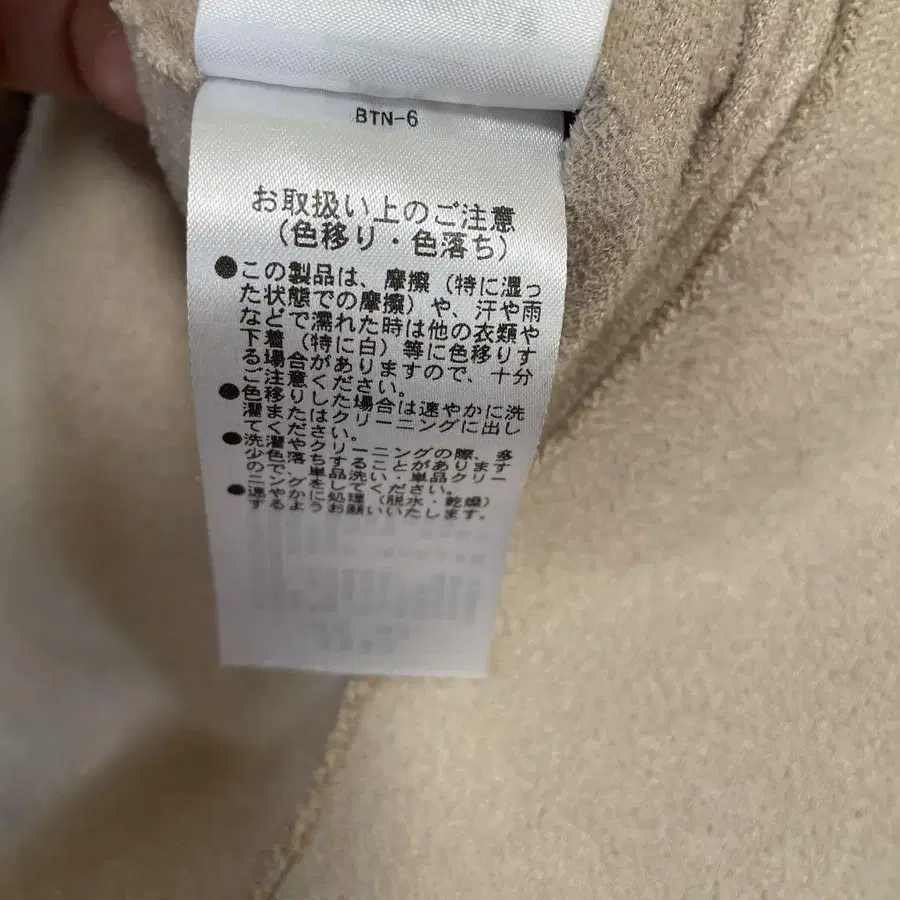 BTN-6
お取扱い上のご注意
(色移り・色落ち)
●この製品は、摩擦(特に湿っ
た状態での摩擦)や、汗や雨
などで濡れた時は他の衣類や
下着(特に白)等に色移りす
る場合がありますので、十分
ご注意ください。
●色移りした場合は速やかに洗
濯またはクリーニングに出し
てください。
●洗濯やクリーニングの際、多
少色落ちすることがあります
ので、単品洗い・単品クリー
ニングをしてください。
●速やかに処理(脱水・乾燥)
するようお願いいたします。